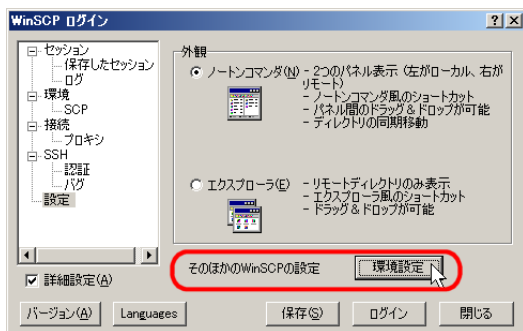 WinSCP ログイン
セッション
保存したセッション
ログ
環境
SCP
接続
プロキシ
SSH
認証
バグ
設定
詳細設定(A)
外観
ノートンコマンダ(N)
- 2つのパネル表示 (左がローカル、右が
リモート)
- ノートンコマンダ風のショートカット
- パネル間のドラッグ&ドロップが可能
- ディレクトリの同期移動
エクスプローラ(E)
- リモートディレクトリのみ表示
- エクスプローラ風のショートカット
- ドラッグ&ドロップが可能
そのほかのWinSCPの設定
環境設定
バージョン(A)
Languages
保存(S)
ログイン
閉じる